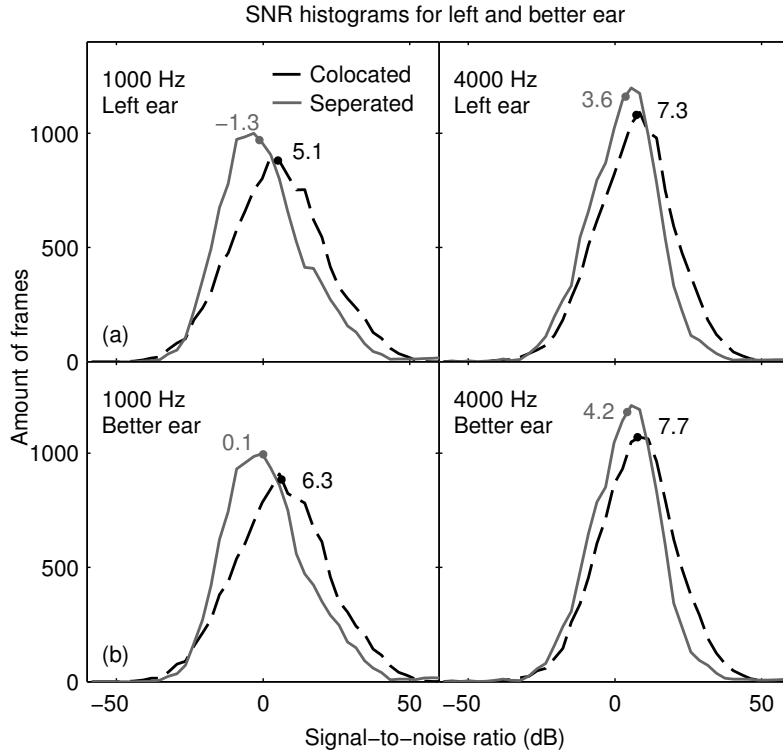 SNR histograms for left and better ear
1000 Hz
Left ear
Colocated
Seperated
−1.3
5.1
(a)
4000 Hz
Left ear
3.6
7.3
1000
500
0
Amount of frames
1000 Hz
Better ear
0.1
6.3
(b)
4000 Hz
Better ear
4.2
7.7
1000
500
0
−50
0
50
−50
0
50
Signal−to−noise ratio (dB)